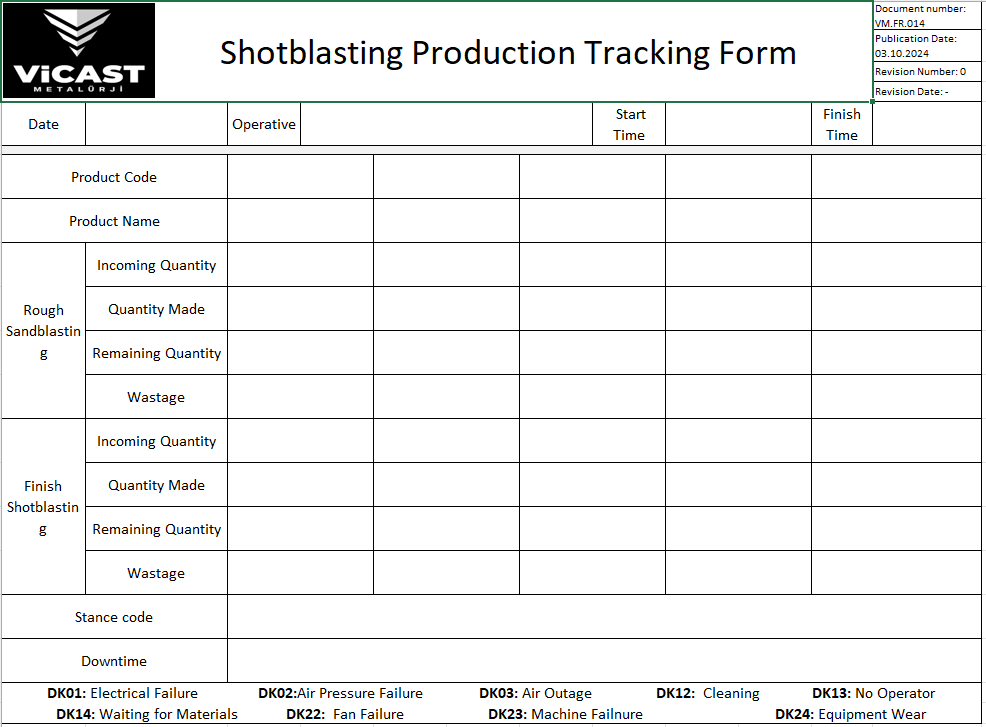 ViCAST
METALÜRJİ
Shotblasting Production Tracking Form
Document number:
VM.FR.014
Publication Date:
03.10.2024
Revision Number: 0
Revision Date: -
Date
Operative
Start
Time
Finish
Time
Product Code
Product Name
Rough
Sandblastin
g
Incoming Quantity
Quantity Made
Remaining Quantity
Wastage
Finish
Shotblastin
g
Incoming Quantity
Quantity Made
Remaining Quantity
Wastage
Stance code
Downtime
DK01: Electrical Failure DK02:Air Pressure Failure DK03: Air Outage DK12: Cleaning DK13: No Operator
DK14: Waiting for Materials DK22: Fan Failure DK23: Machine Failnure DK24: Equipment Wear